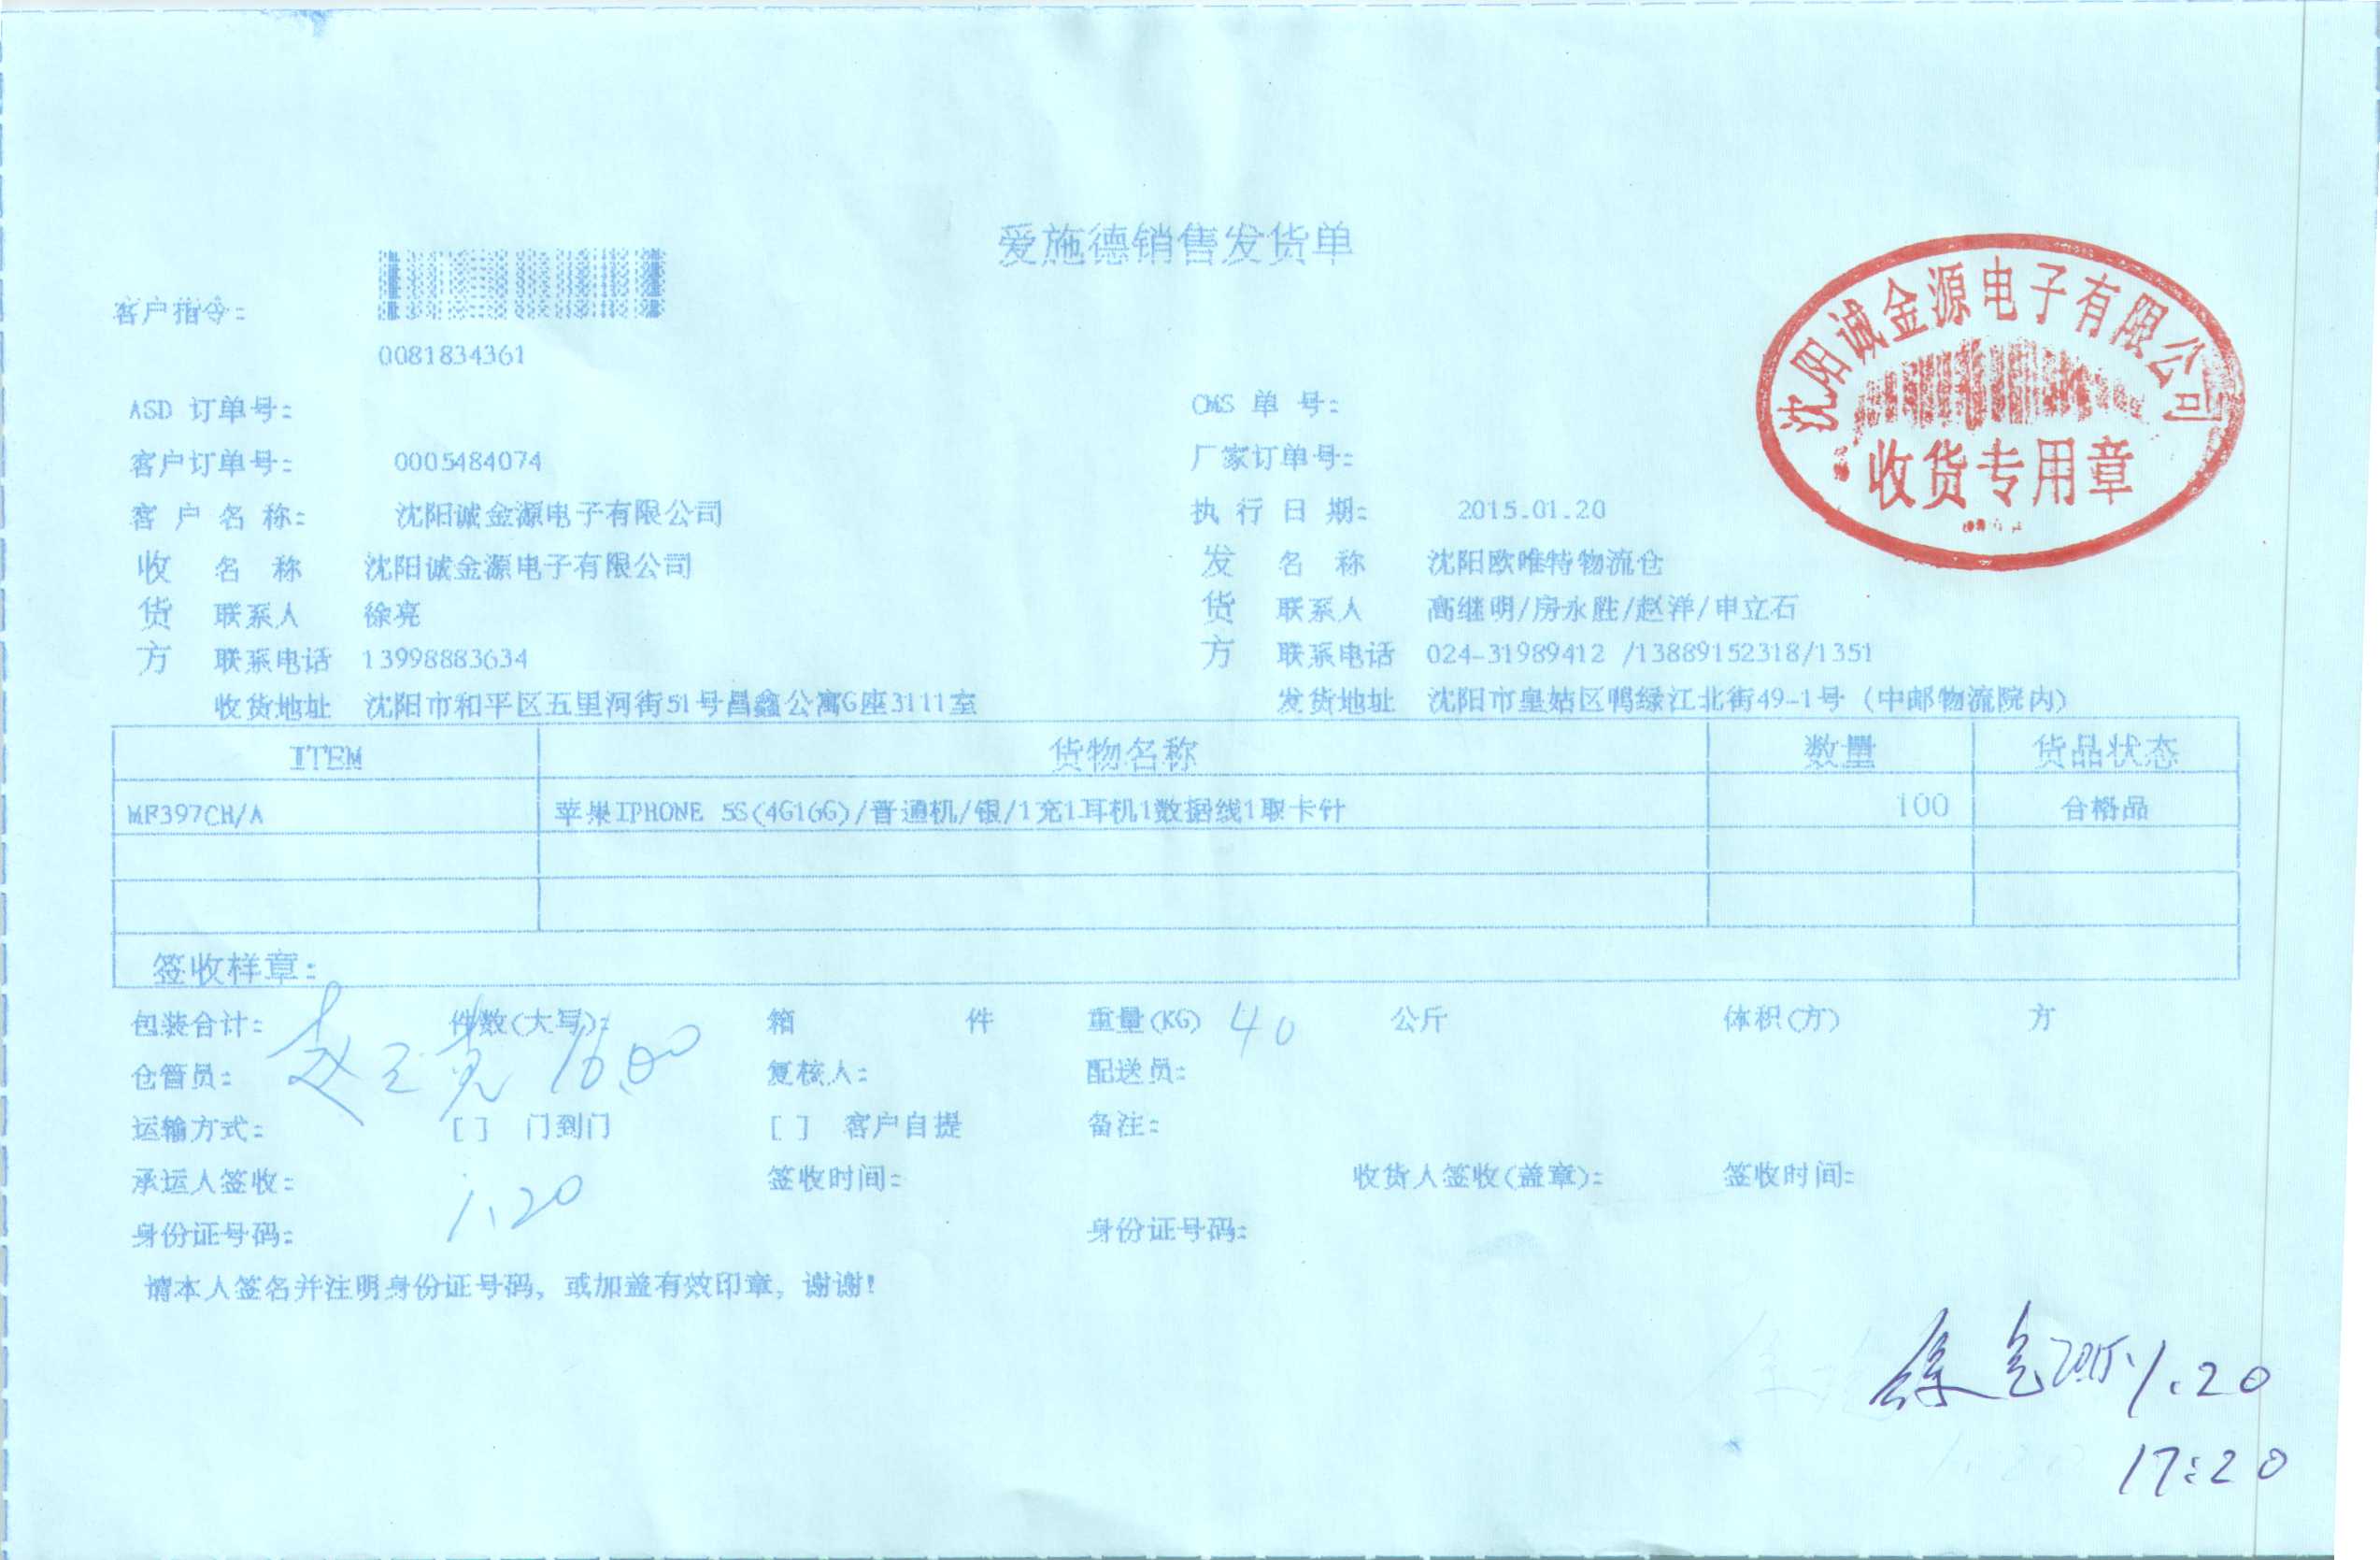 爱施德销售发货单
客户指令:
0081834361
沈阳诚金源电子有限公司
收货专用章
ASD 订单号:
OMS 单 号:
客户订单号: 0005484074
厂家订单号:
客 户 名 称: 沈阳诚金源电子有限公司
执 行 日 期: 2015.01.20
收货方 名 称 沈阳诚金源电子有限公司
联系人 徐亮
联系电话 13998883634
收货地址 沈阳市和平区五里河街51号昌鑫公寓G座3111室
发货方 名 称 沈阳欧唯特物流仓
联系人 高继明/房永胜/赵洋/申立石
联系电话 024-31989412 /13889152318/1351
发货地址 沈阳市皇姑区鸭绿江北街49-1号 (中邮物流院内)
ITEM 货物名称 数量 货品状态
MF397CH/A 苹果IPHONE 5S(4G16G)/普通机/银/1充1耳机1数据线1取卡针 100 合格品
签收样章:
包装合计: 件数(大写): 箱 件 重量(KG) 40 公斤 体积(方) 方
仓管员: 复核人: 配送员:
运输方式: [ ] 门到门 [ ] 客户自提 备注:
承运人签收: 签收时间: 收货人签收(盖章): 签收时间:
1.20
身份证号码: 身份证号码:
请本人签名并注明身份证号码, 或加盖有效印章, 谢谢!
徐亮 2015.1.20
17:20